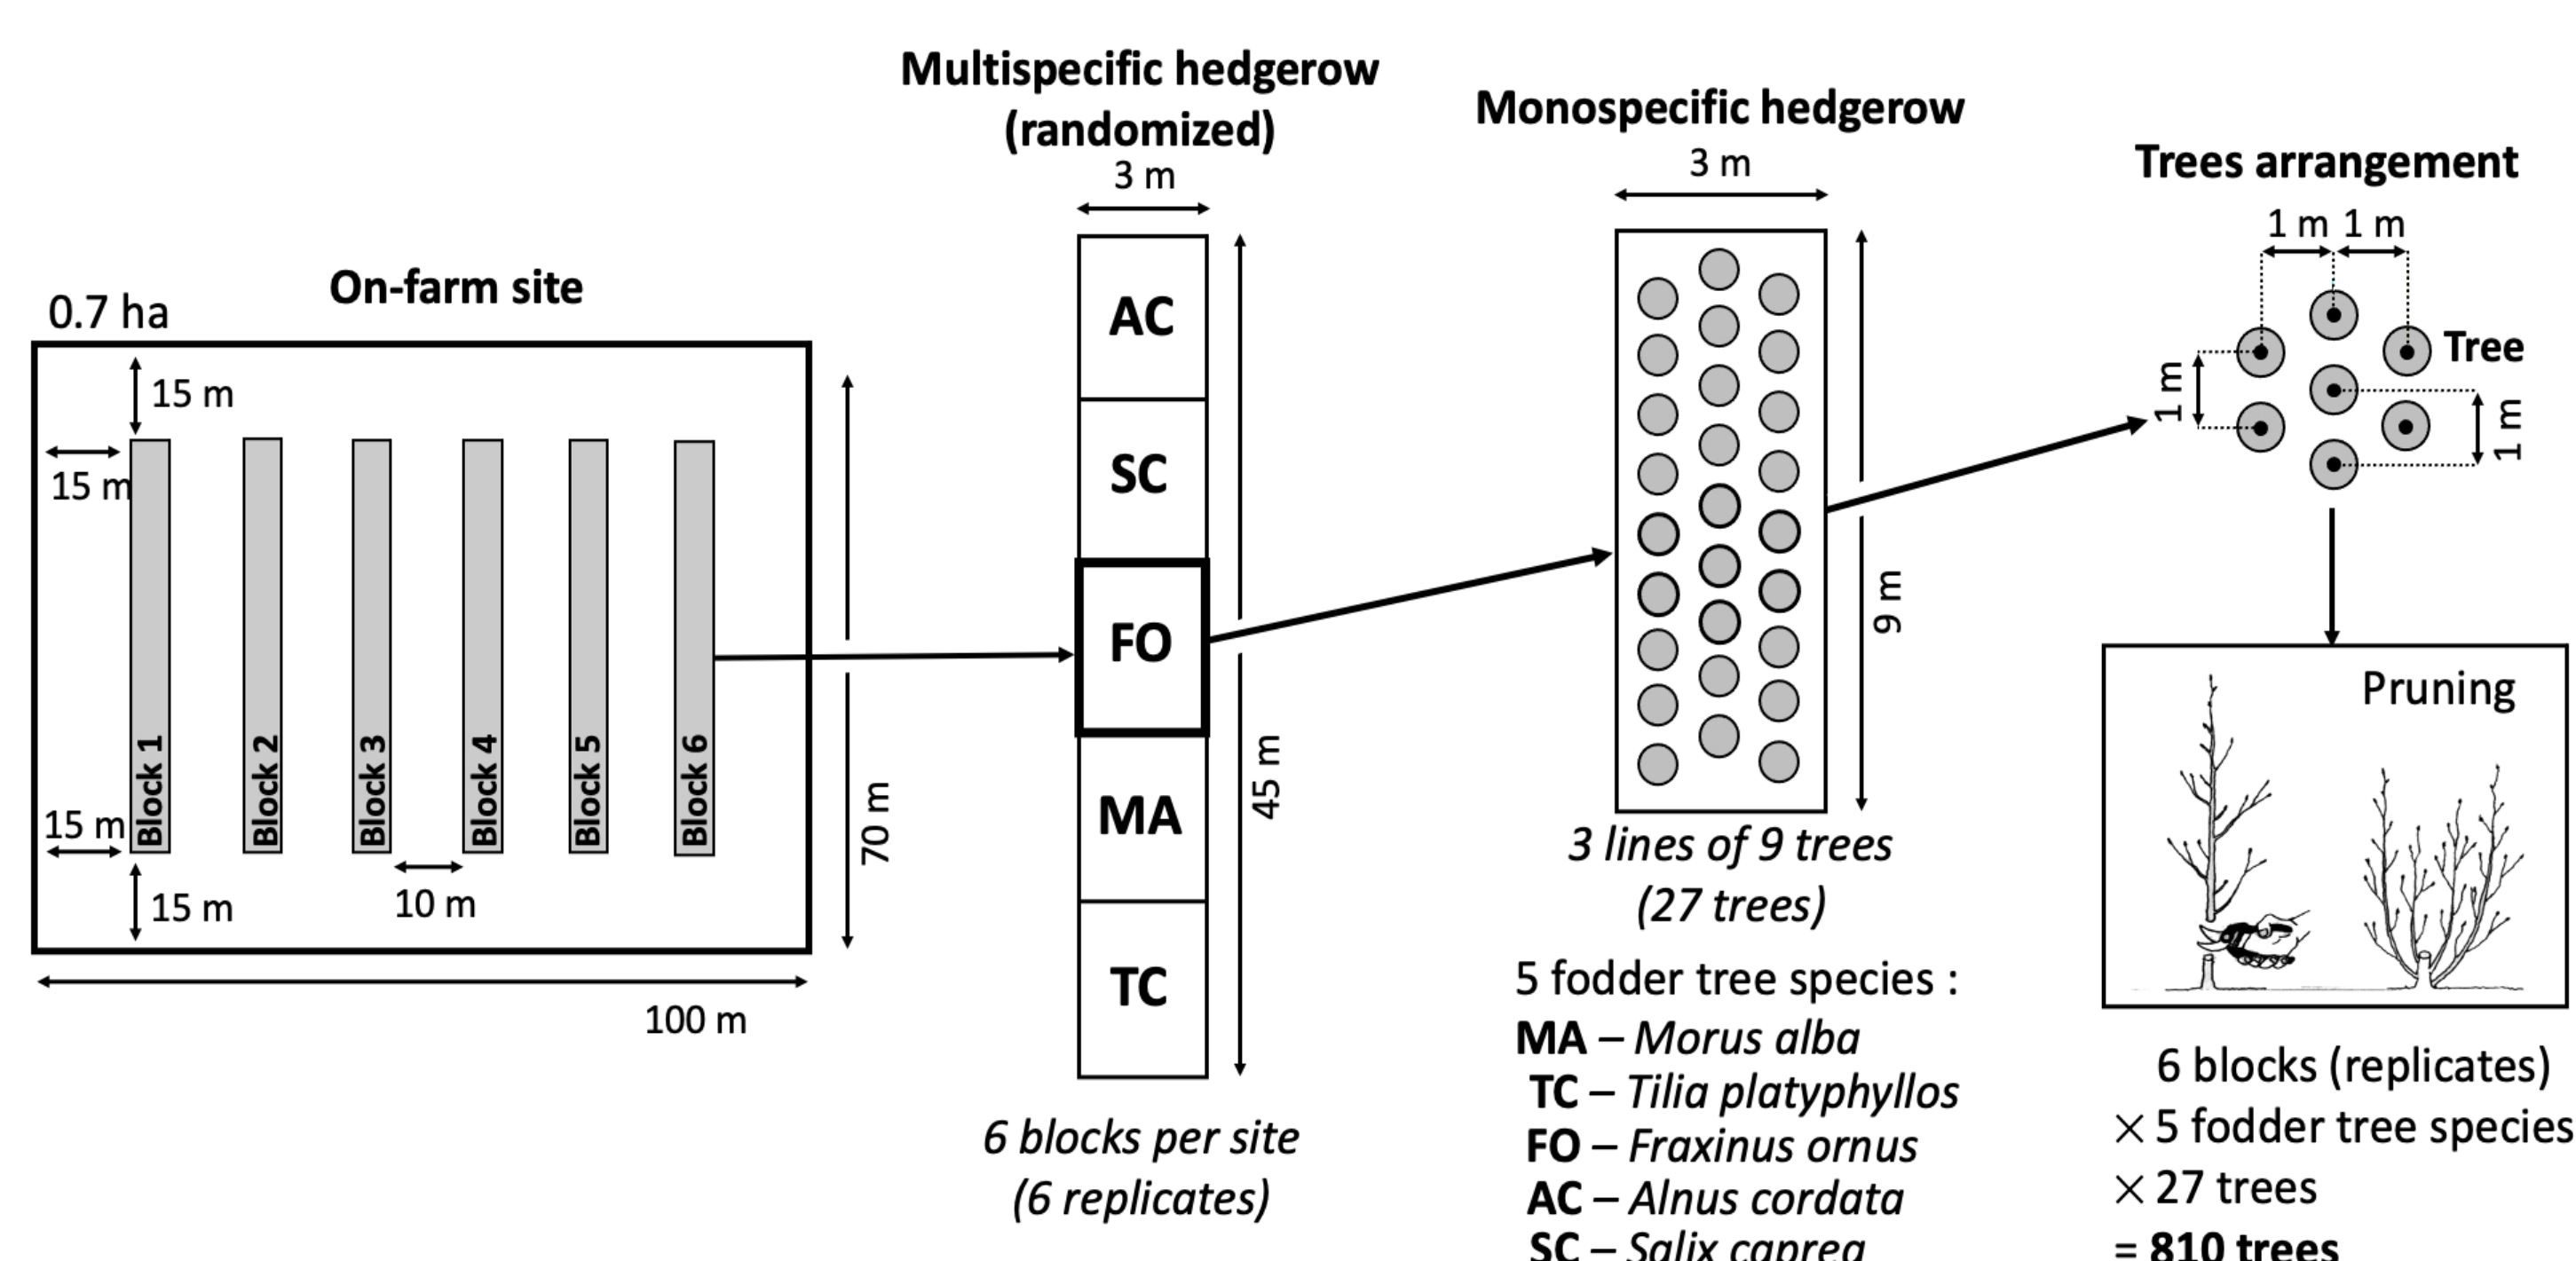 Multispecific hedgerow
(randomized)
3 m
Monospecific hedgerow
3 m
Trees arrangement
1 m 1 m
On-farm site
0.7 ha
15 m
15 m
15 m
15 m
10 m
Block 1
Block 2
Block 3
Block 4
Block 5
Block 6
70 m
100 m
AC
SC
FO
MA
TC
45 m
6 blocks per site
(6 replicates)
9 m
3 lines of 9 trees
(27 trees)
5 fodder tree species :
MA – Morus alba
TC – Tilia platyphyllos
FO – Fraxinus ornus
AC – Alnus cordata
SC – Salix caprea
Tree
1 m
1 m
Pruning
6 blocks (replicates)
× 5 fodder tree species
× 27 trees
= 810 trees